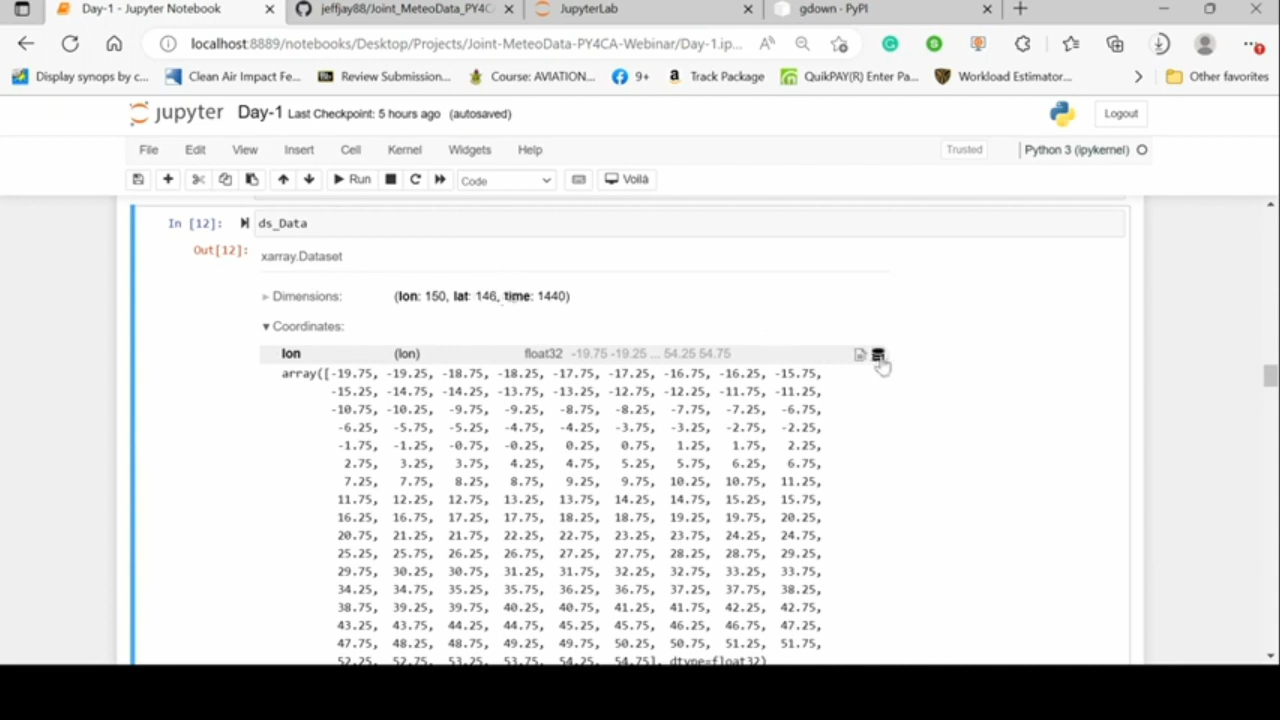 Day-1 - Jupyter Notebook
jeffjay88/Joint_MeteoData_PY4C
JupyterLab
gdown · PyPI
localhost:8889/notebooks/Desktop/Projects/Joint-MeteoData-PY4CA-Webinar/Day-1.ip...
Display synops by c...
Clean Air Impact Fe...
Review Submission...
Course: AVIATION...
9+
Track Package
QuikPAY(R) Enter Pa...
Workload Estimator...
Other favorites
jupyter Day-1 Last Checkpoint: 5 hours ago (autosaved)
Logout
File Edit View Insert Cell Kernel Widgets Help
Trusted
Python 3 (ipykernel)
Run
Code
Voilà
In [12]: ds_Data
Out[12]: xarray.Dataset
► Dimensions: (lon: 150, lat: 146, time: 1440)
▼ Coordinates:
lon (lon) float32 -19.75 -19.25 ... 54.25 54.75
array([-19.75, -19.25, -18.75, -18.25, -17.75, -17.25, -16.75, -16.25, -15.75,
-15.25, -14.75, -14.25, -13.75, -13.25, -12.75, -12.25, -11.75, -11.25,
-10.75, -10.25, -9.75, -9.25, -8.75, -8.25, -7.75, -7.25, -6.75,
-6.25, -5.75, -5.25, -4.75, -4.25, -3.75, -3.25, -2.75, -2.25,
-1.75, -1.25, -0.75, -0.25, 0.25, 0.75, 1.25, 1.75, 2.25,
2.75, 3.25, 3.75, 4.25, 4.75, 5.25, 5.75, 6.25, 6.75,
7.25, 7.75, 8.25, 8.75, 9.25, 9.75, 10.25, 10.75, 11.25,
11.75, 12.25, 12.75, 13.25, 13.75, 14.25, 14.75, 15.25, 15.75,
16.25, 16.75, 17.25, 17.75, 18.25, 18.75, 19.25, 19.75, 20.25,
20.75, 21.25, 21.75, 22.25, 22.75, 23.25, 23.75, 24.25, 24.75,
25.25, 25.75, 26.25, 26.75, 27.25, 27.75, 28.25, 28.75, 29.25,
29.75, 30.25, 30.75, 31.25, 31.75, 32.25, 32.75, 33.25, 33.75,
34.25, 34.75, 35.25, 35.75, 36.25, 36.75, 37.25, 37.75, 38.25,
38.75, 39.25, 39.75, 40.25, 40.75, 41.25, 41.75, 42.25, 42.75,
43.25, 43.75, 44.25, 44.75, 45.25, 45.75, 46.25, 46.75, 47.25,
47.75, 48.25, 48.75, 49.25, 49.75, 50.25, 50.75, 51.25, 51.75,
52.25, 52.75, 53.25, 53.75, 54.25, 54.75], dtype=float32)